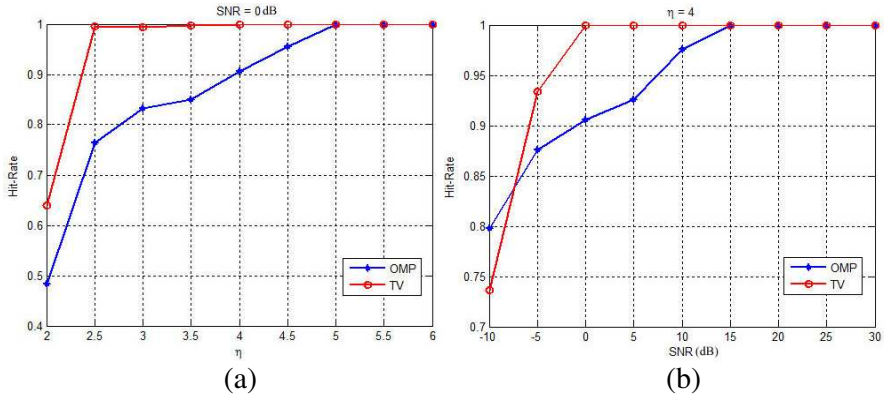 SNR = 0 dB
Hit-Rate
1
0.9
0.8
0.7
0.6
0.5
0.4
2 2.5 3 3.5 4 4.5 5 5.5 6
η
OMP
TV
(a)
η = 4
Hit-Rate
1
0.95
0.9
0.85
0.8
0.75
0.7
-10 -5 0 5 10 15 20 25 30
SNR (dB)
OMP
TV
(b)